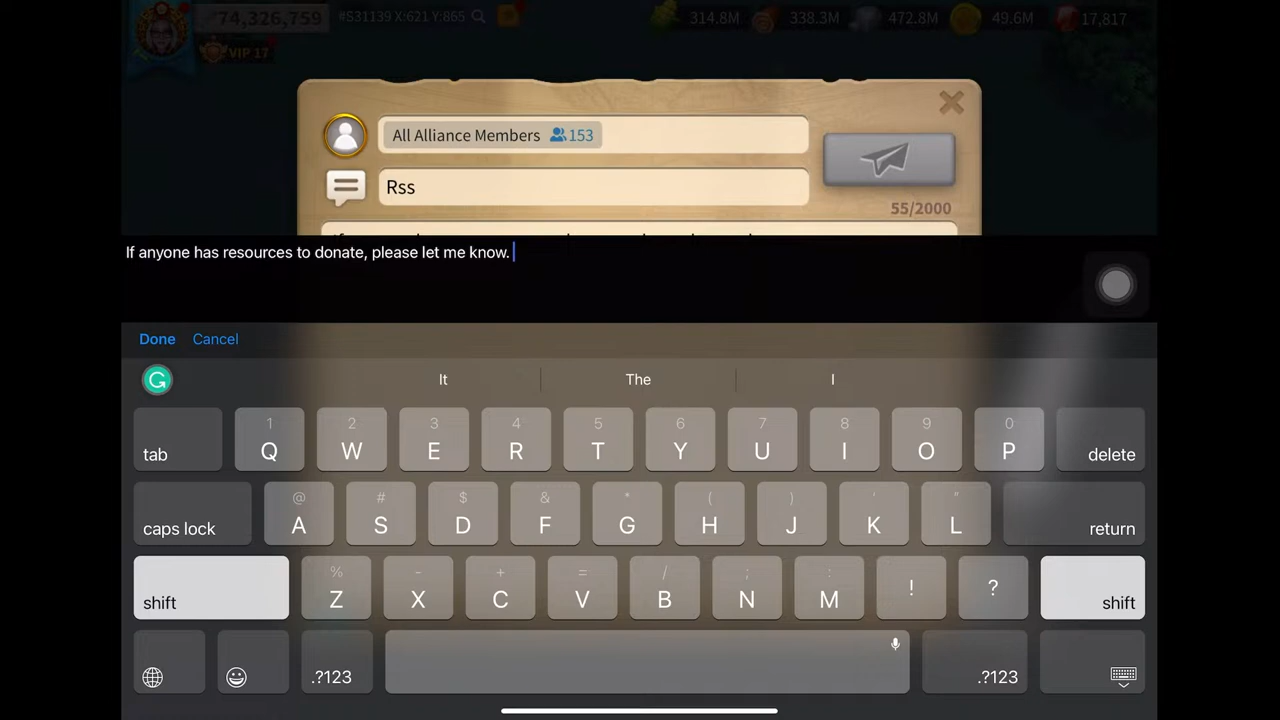 74,326,759
#S31139 X:621 Y:865
314.8M
338.3M
472.8M
49.6M
17,817
VIP 17
All Alliance Members 153
Rss
55/2000
If anyone has resources to donate, please let me know.
Done Cancel
It The I
1 2 3 4 5 6 7 8 9 0
tab Q W E R T Y U I O P delete
@ # $ & * ( ) ' "
caps lock A S D F G H J K L return
% - + = / ; :
shift Z X C V B N M ! ? shift
.?123 .?123